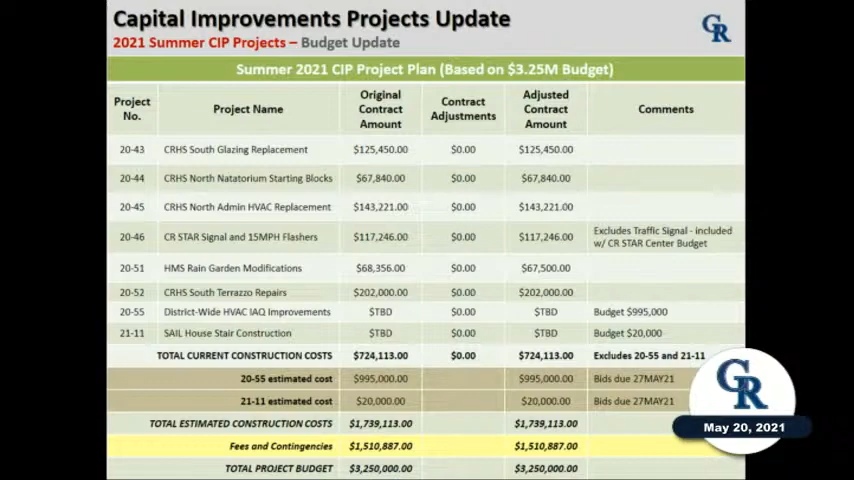 Capital Improvements Projects Update
2021 Summer CIP Projects – Budget Update
GR
Summer 2021 CIP Project Plan (Based on $3.25M Budget)
Project No. Project Name Original Contract Amount Contract Adjustments Adjusted Contract Amount Comments
20-43 CRHS South Glazing Replacement $125,450.00 $0.00 $125,450.00
20-44 CRHS North Natatorium Starting Blocks $67,840.00 $0.00 $67,840.00
20-45 CRHS North Admin HVAC Replacement $143,221.00 $0.00 $143,221.00
20-46 CR STAR Signal and 15MPH Flashers $117,246.00 $0.00 $117,246.00 Excludes Traffic Signal - included w/ CR STAR Center Budget
20-51 HMS Rain Garden Modifications $68,356.00 $0.00 $67,500.00
20-52 CRHS South Terrazzo Repairs $202,000.00 $0.00 $202,000.00
20-55 District-Wide HVAC IAQ Improvements $TBD $TBD Budget $995,000
21-11 SAIL House Stair Construction $TBD $TBD Budget $20,000
TOTAL CURRENT CONSTRUCTION COSTS $724,113.00 $0.00 $724,113.00 Excludes 20-55 and 21-11
20-55 estimated cost $995,000.00 $995,000.00 Bids due 27MAY21
21-11 estimated cost $20,000.00 $20,000.00 Bids due 27MAY21
TOTAL ESTIMATED CONSTRUCTION COSTS $1,739,113.00 $1,739,113.00
Fees and Contingencies $1,510,887.00 $1,510,887.00
TOTAL PROJECT BUDGET $3,250,000.00 $3,250,000.00
GR
May 20, 2021